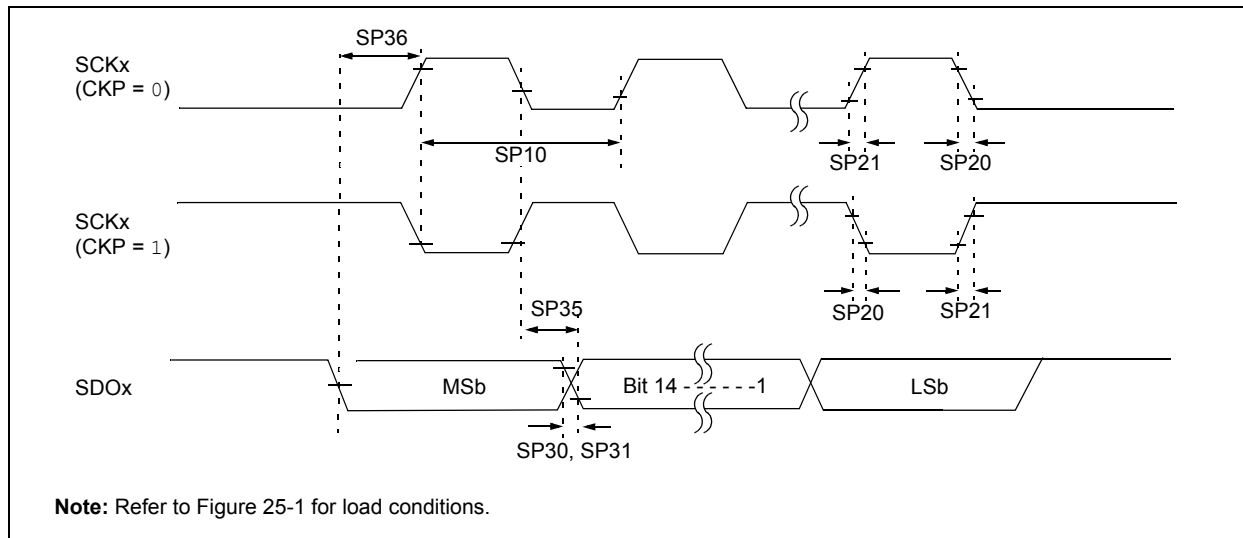 SP36
SCKx
(CKP = 0)
SP10
SP21
SP20
SCKx
(CKP = 1)
SP35
SP20
SP21
SDOx
MSb
Bit 14 - - - - - -1
LSb
SP30, SP31
Note: Refer to Figure 25-1 for load conditions.